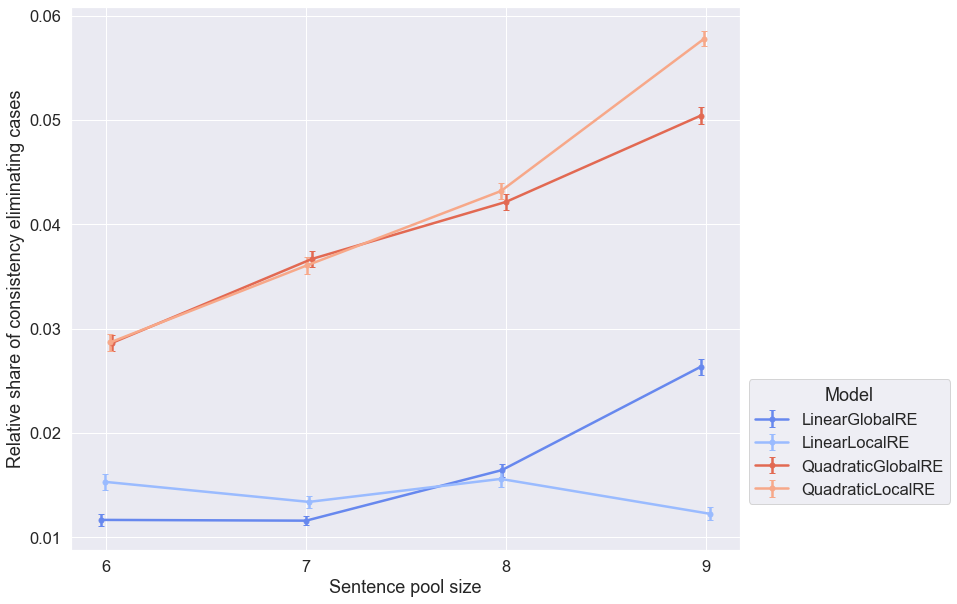 0.06
0.05
0.04
0.03
0.02
0.01
Relative share of consistency eliminating cases
6 7 8 9
Sentence pool size
Model
LinearGlobalRE
LinearLocalRE
QuadraticGlobalRE
QuadraticLocalRE